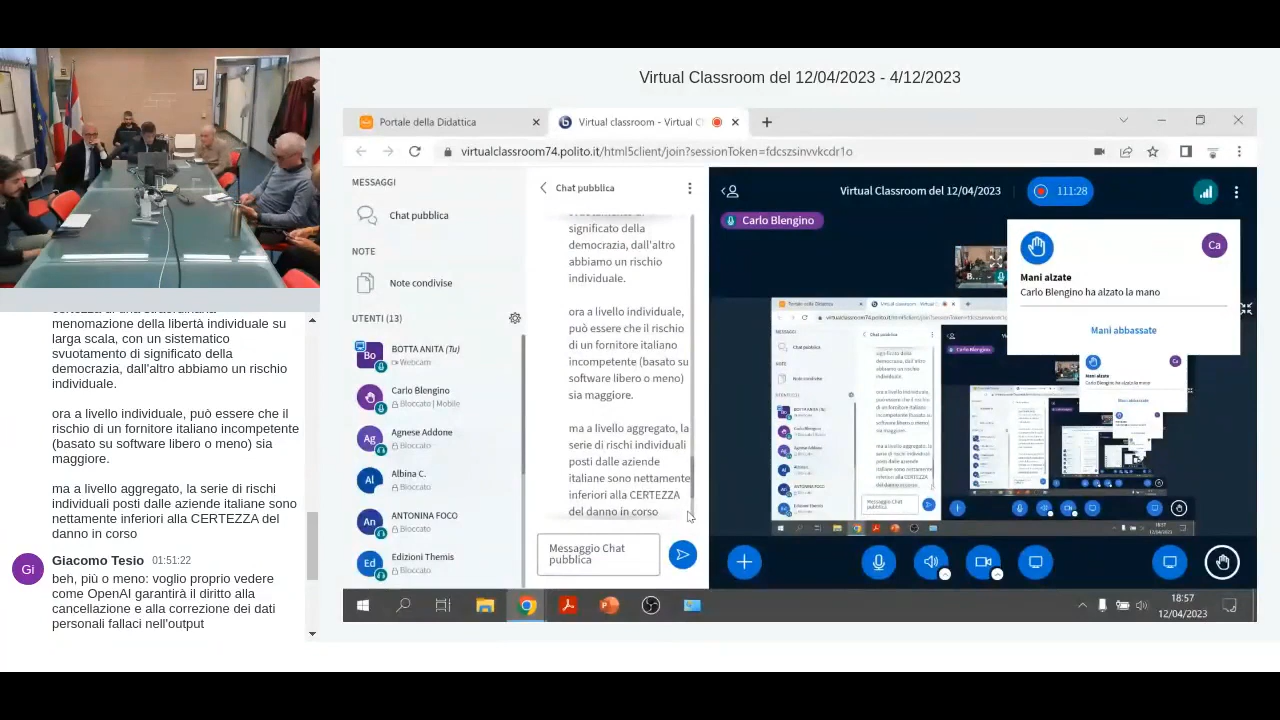 Virtual Classroom del 12/04/2023 - 4/12/2023
menomazione della libertà individuale su
larga scala, con un sistematico
svuotamento di significato della
democrazia, dall'altro abbiamo un rischio
individuale.
ora a livello individuale, può essere che il
rischio di un fornitore italiano incompetente
(basato su software libero o meno) sia
maggiore.
ma a livello aggregato, la serie di rischi
individuali posti dalle aziende italiane sono
nettamente inferiori alla CERTEZZA del
danno in corso
Gi
Giacomo Tesio 01:51:22
beh, più o meno: voglio proprio vedere
come OpenAI garantirà il diritto alla
cancellazione e alla correzione dei dati
personali fallaci nell'output
Portale della Didattica
Virtual classroom - Virtual C
virtualclassroom74.polito.it/html5client/join?sessionToken=fdcszsinvvkcdr1o
MESSAGGI
Chat pubblica
NOTE
Note condivise
UTENTI (13)
Bo
BOTTA ANITA (Tu)
Webcam
Carlo Blengino
Bloccato | Mobile
Ag
Agnese Addone
Bloccato
Al
Albina C.
Bloccato
An
ANTONINA FOCO
Bloccato
Ed
Edizioni Themis
Bloccato
Chat pubblica
significato della
democrazia, dall'altro
abbiamo un rischio
individuale.
ora a livello individuale,
può essere che il rischio
di un fornitore italiano
incompetente (basato su
software libero o meno)
sia maggiore.
ma a livello aggregato, la
serie di rischi individuali
posti dalle aziende
italiane sono nettamente
inferiori alla CERTEZZA
del danno in corso
Messaggio Chat
pubblica
Virtual Classroom del 12/04/2023
111:28
Carlo Blengino
Ca
Mani alzate
Carlo Blengino ha alzato la mano
Mani abbassate
18:57
12/04/2023